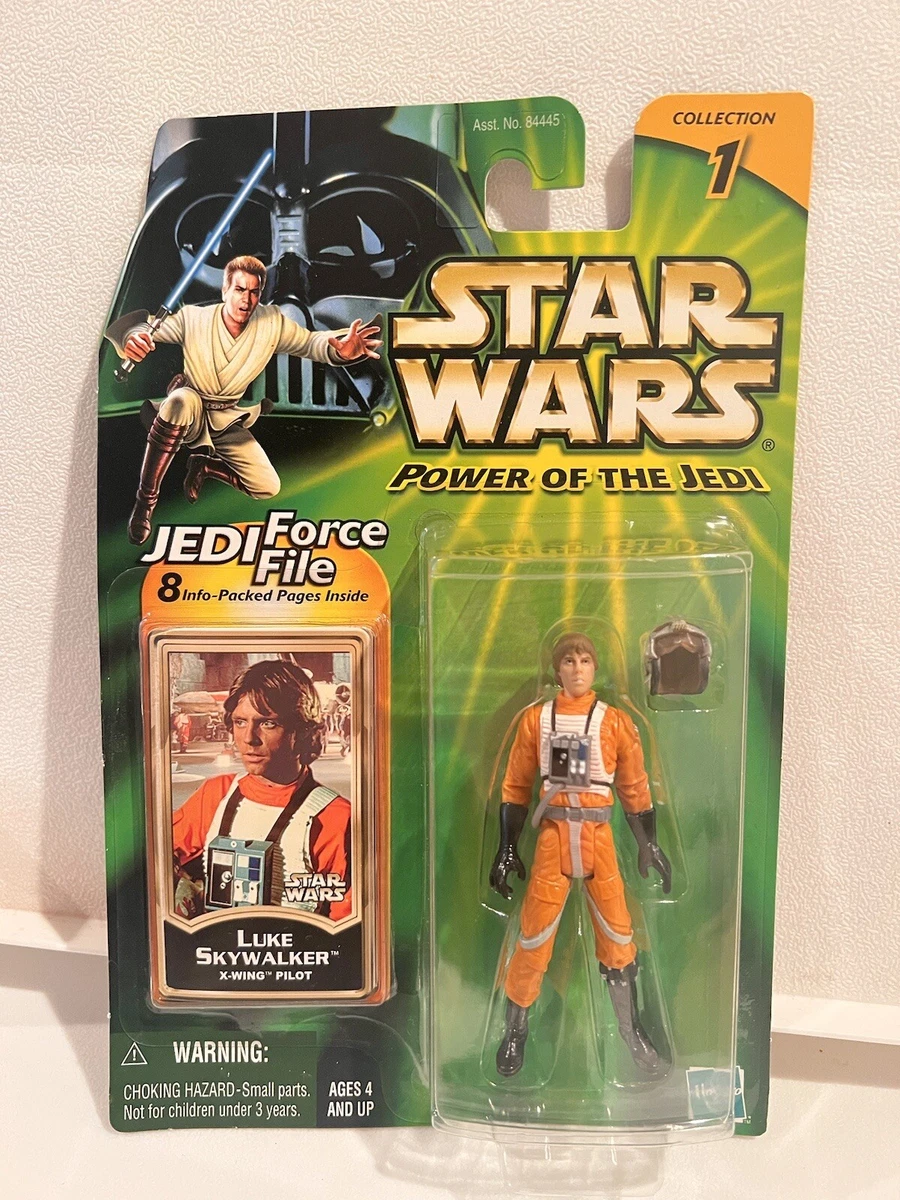 Asst. No. 84445
COLLECTION
1
STAR
WARS®
POWER OF THE JEDI
JEDI Force
File
8 Info-Packed Pages Inside
STAR
WARS
LUKE
SKYWALKER™
X-WING™ PILOT
WARNING:
CHOKING HAZARD-Small parts.
Not for children under 3 years.
AGES 4
AND UP